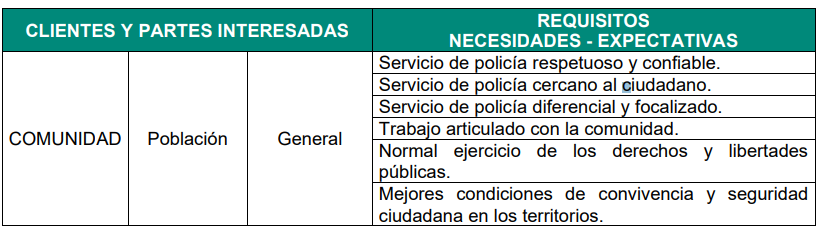 CLIENTES Y PARTES INTERESADAS
REQUISITOS
NECESIDADES - EXPECTATIVAS
COMUNIDAD
Población
General
Servicio de policía respetuoso y confiable.
Servicio de policía cercano al ciudadano.
Servicio de policía diferencial y focalizado.
Trabajo articulado con la comunidad.
Normal ejercicio de los derechos y libertades
públicas.
Mejores condiciones de convivencia y seguridad
ciudadana en los territorios.